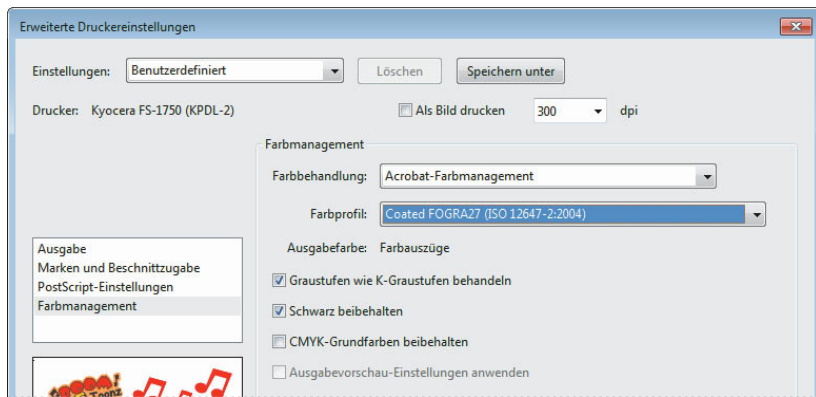 Erweiterte Druckereinstellungen
Einstellungen: Benutzerdefiniert Löschen Speichern unter
Drucker: Kyocera FS-1750 (KPDL-2) Als Bild drucken 300 dpi
Farbmanagement
Farbbehandlung: Acrobat-Farbmanagement
Farbprofil: Coated FOGRA27 (ISO 12647-2:2004)
Ausgabefarbe: Farbauszüge
Graustufen wie K-Graustufen behandeln
Schwarz beibehalten
CMYK-Grundfarben beibehalten
Ausgabevorschau-Einstellungen anwenden
Ausgabe
Marken und Beschnittzugabe
PostScript-Einstellungen
Farbmanagement
Toonz